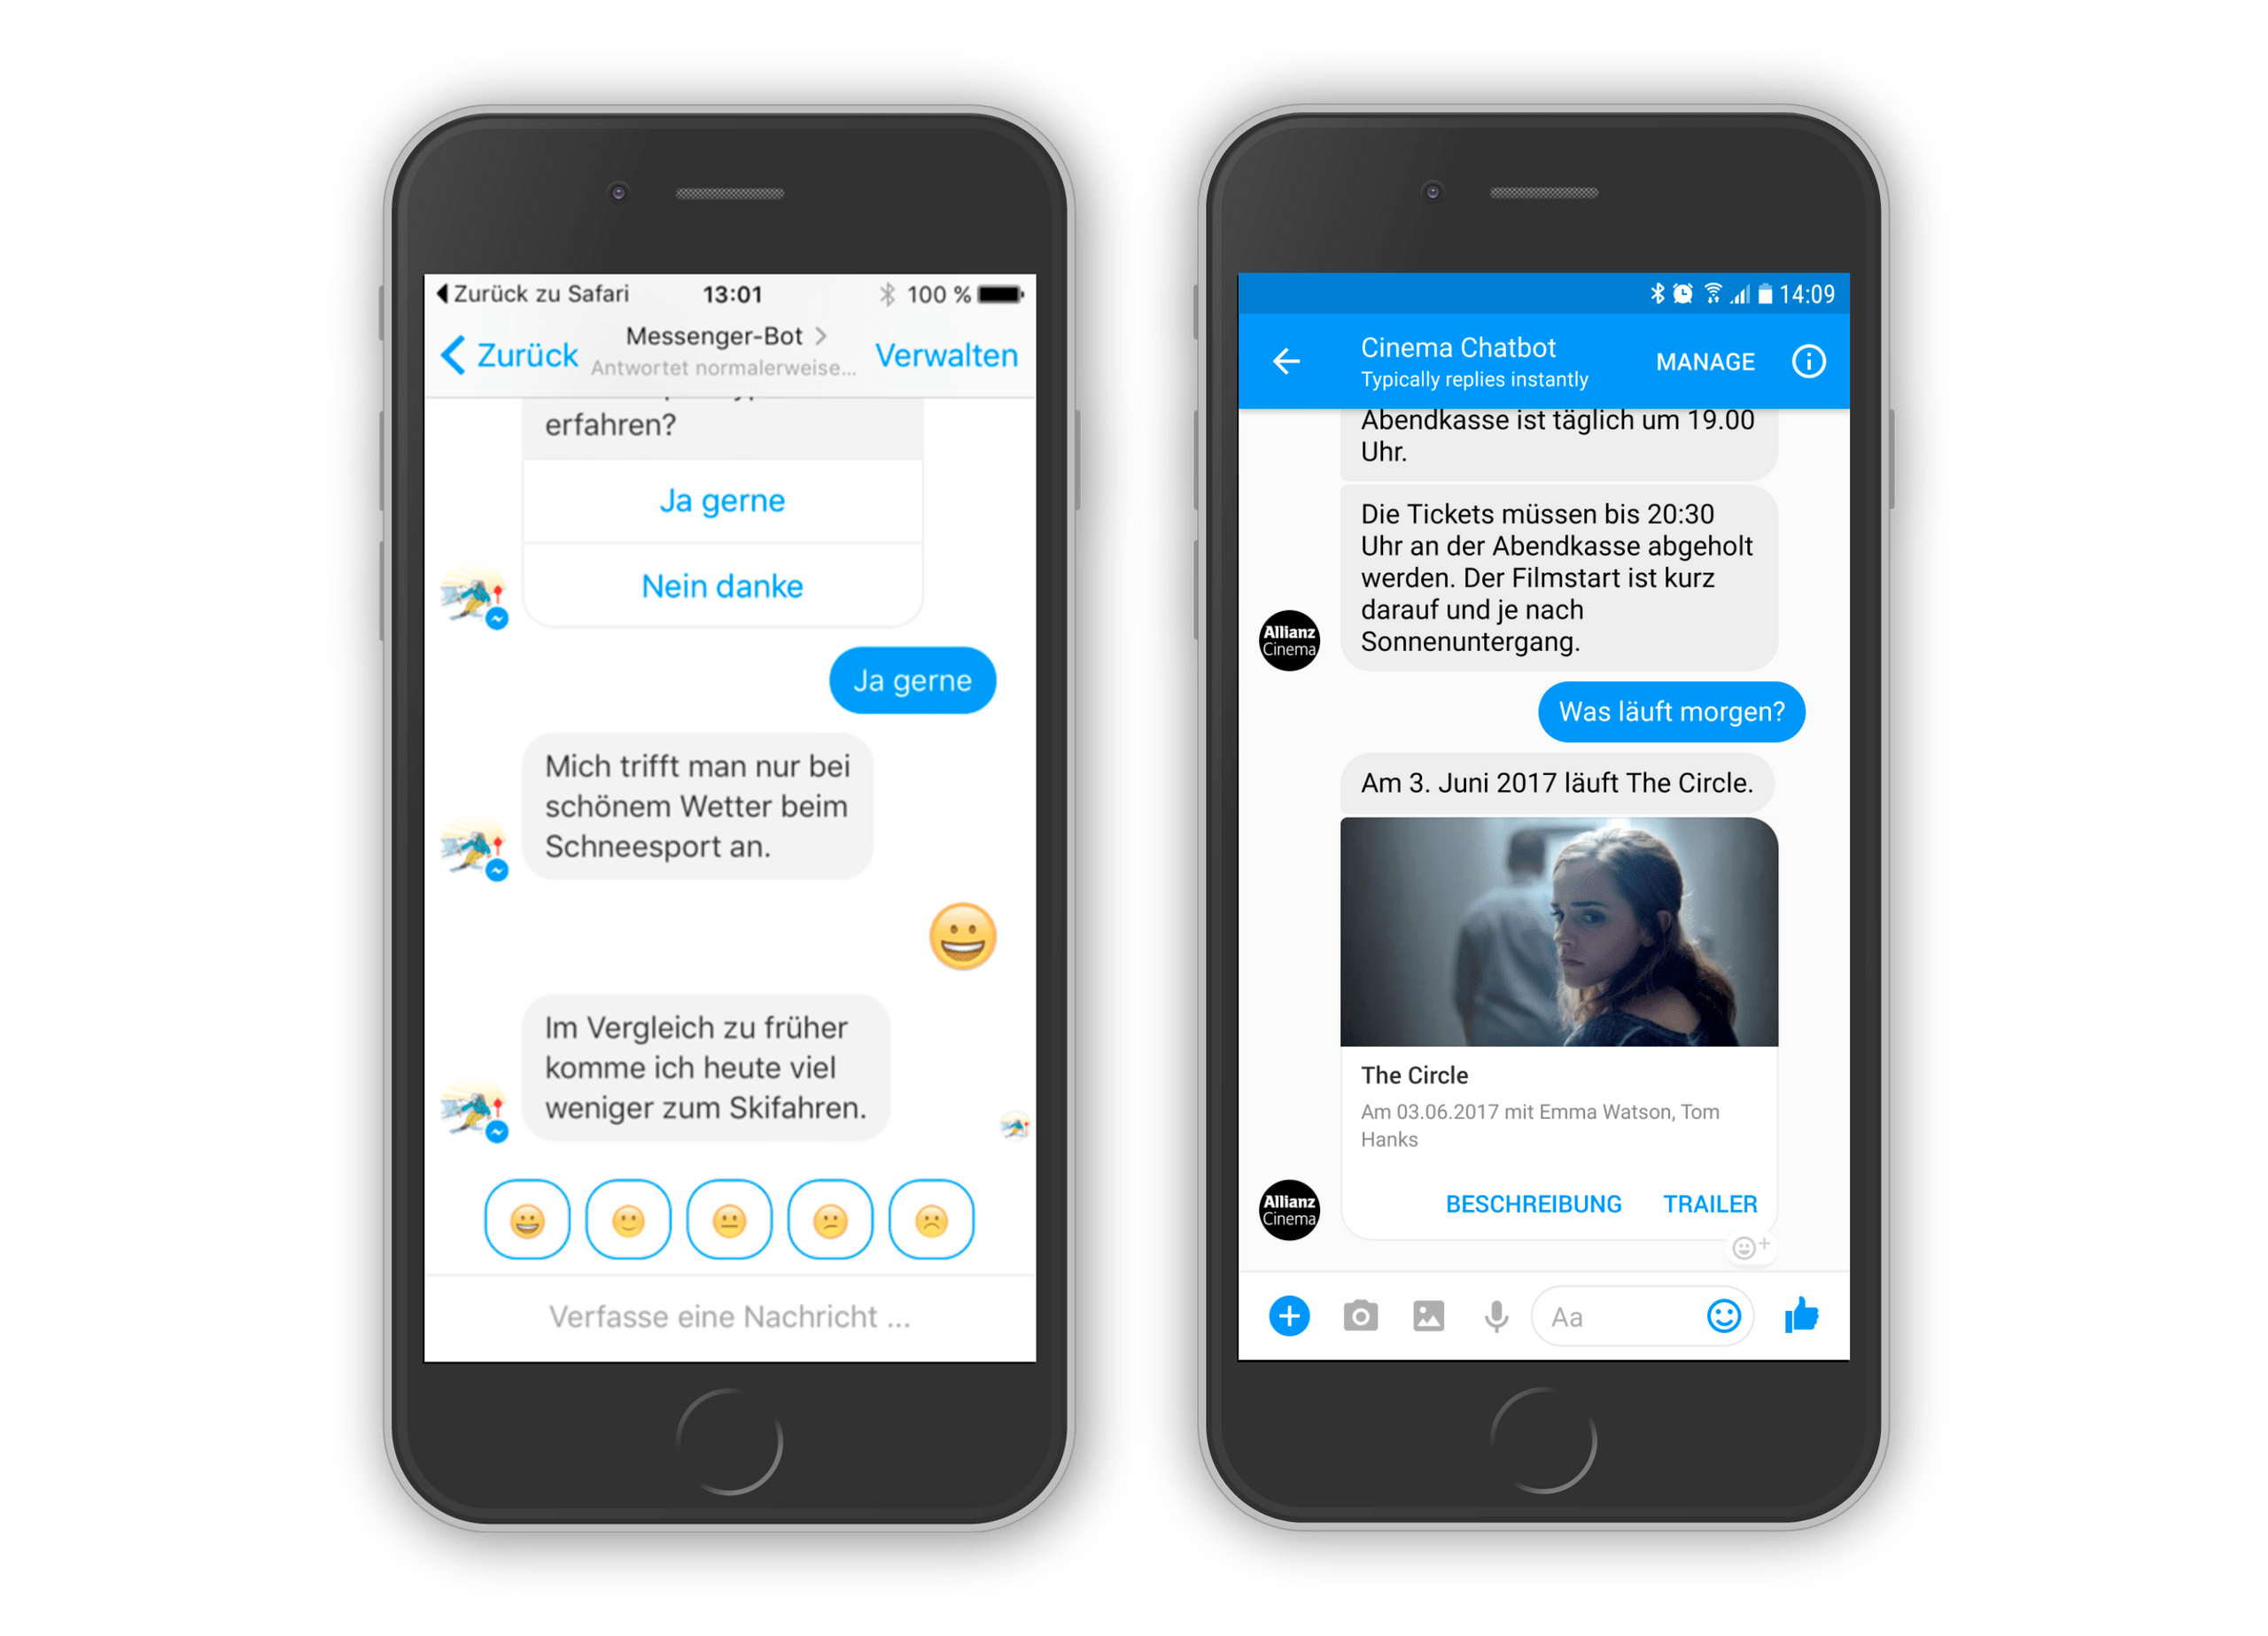 Zurück zu Safari
13:01
100 %
Zurück
Messenger-Bot
Antwortet normalerweise...
Verwalten
erfahren?
Ja gerne
Nein danke
Ja gerne
Mich trifft man nur bei
schönem Wetter beim
Schneesport an.
Im Vergleich zu früher
komme ich heute viel
weniger zum Skifahren.
Verfasse eine Nachricht ...
14:09
Cinema Chatbot
Typically replies instantly
MANAGE
Abendkasse ist täglich um 19.00
Uhr.
Die Tickets müssen bis 20:30
Uhr an der Abendkasse abgeholt
werden. Der Filmstart ist kurz
darauf und je nach
Sonnenuntergang.
Allianz
Cinema
Was läuft morgen?
Am 3. Juni 2017 läuft The Circle.
The Circle
Am 03.06.2017 mit Emma Watson, Tom
Hanks
BESCHREIBUNG
TRAILER
Allianz
Cinema
Aa